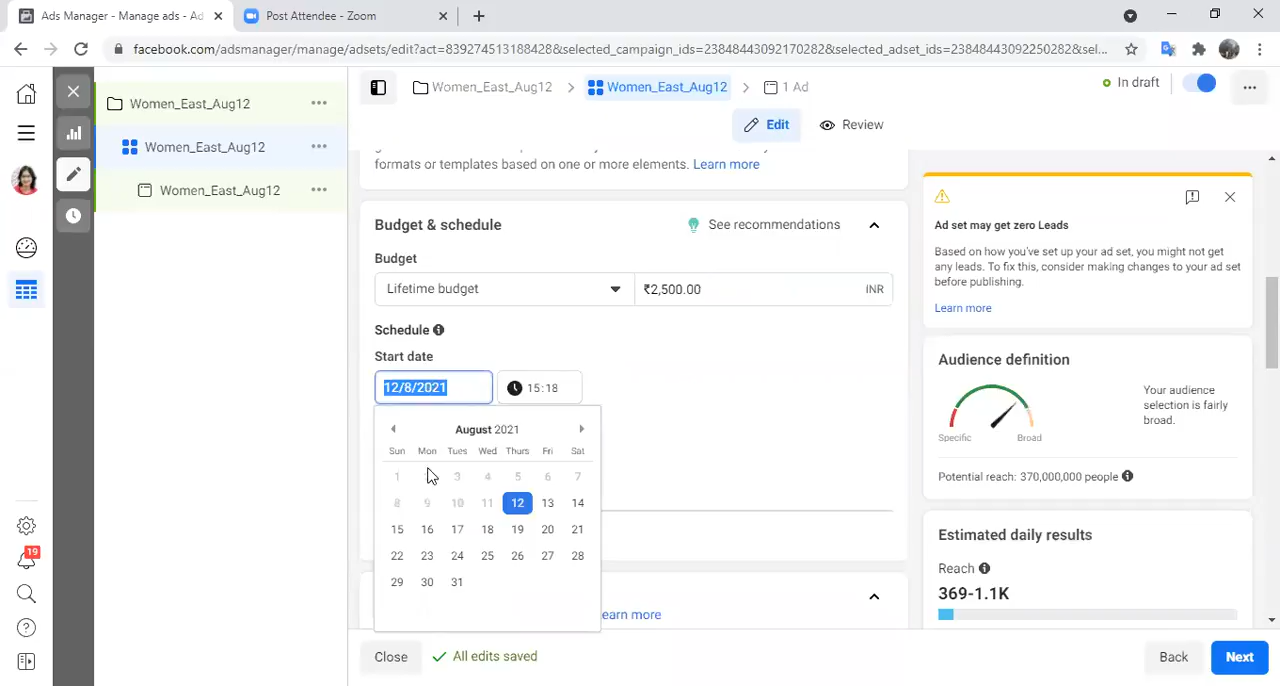 Ads Manager - Manage ads - Ad
Post Attendee - Zoom
facebook.com/adsmanager/manage/adsets/edit?act=839274513188428&selected_campaign_ids=23848443092170282&selected_adset_ids=23848443092250282&sel...
Women_East_Aug12
Women_East_Aug12
Women_East_Aug12
19
Women_East_Aug12
Women_East_Aug12
1 Ad
In draft
Edit
Review
formats or templates based on one or more elements. Learn more
Budget & schedule
See recommendations
Budget
Lifetime budget
₹2,500.00
INR
Schedule
Start date
12/8/2021
15:18
August 2021
Sun Mon Tues Wed Thurs Fri Sat
1 3 4 5 6 7
8 9 10 11 12 13 14
15 16 17 18 19 20 21
22 23 24 25 26 27 28
29 30 31
earn more
Close
All edits saved
Back
Next
Ad set may get zero Leads
Based on how you've set up your ad set, you might not get
any leads. To fix this, consider making changes to your ad set
before publishing.
Learn more
Audience definition
Specific
Broad
Your audience
selection is fairly
broad.
Potential reach: 370,000,000 people
Estimated daily results
Reach
369-1.1K